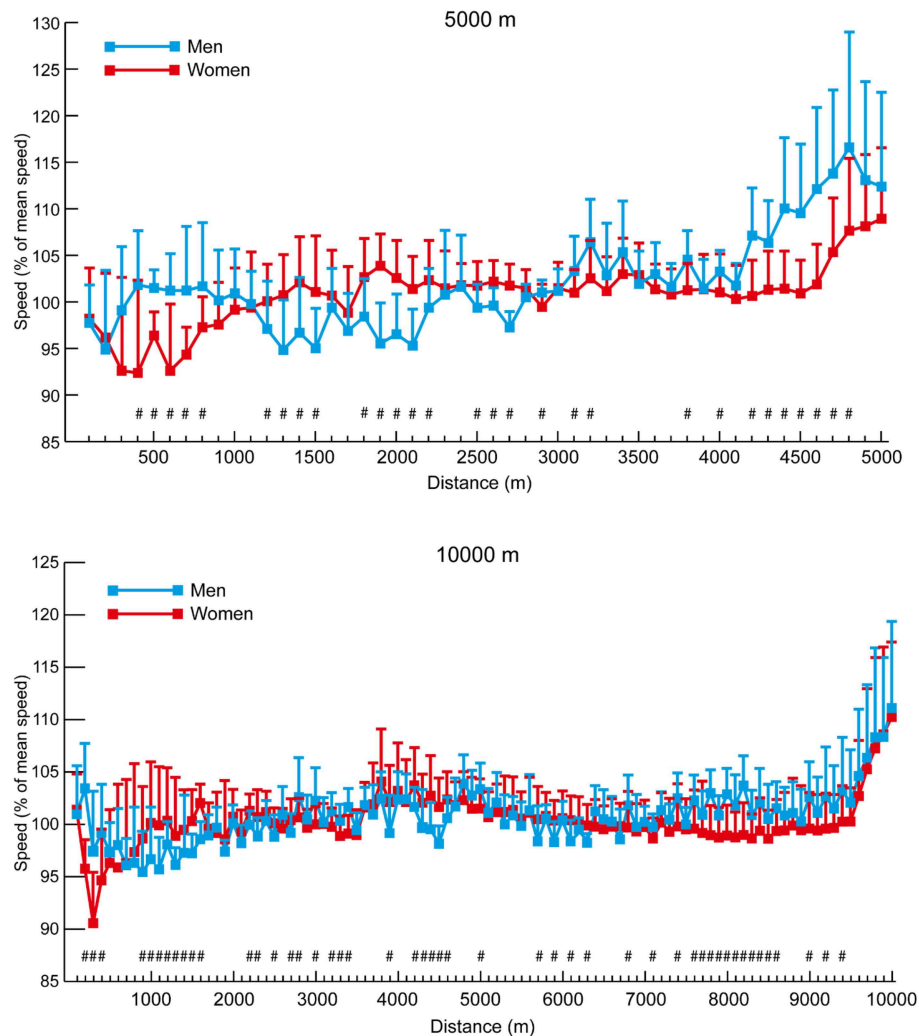 5000 m
130
125
120
115
110
105
100
95
90
85
Speed (% of mean speed)
Men
Women
# # # # # # # # # # # # # # # # # # # # # # # # # # # # #
500 1000 1500 2000 2500 3000 3500 4000 4500 5000
Distance (m)
10000 m
125
120
115
110
105
100
95
90
85
Speed (% of mean speed)
Men
Women
### ######## ## # ## # ### # ##### # # # # # # # # ########### # # #
1000 2000 3000 4000 5000 6000 7000 8000 9000 10000
Distance (m)